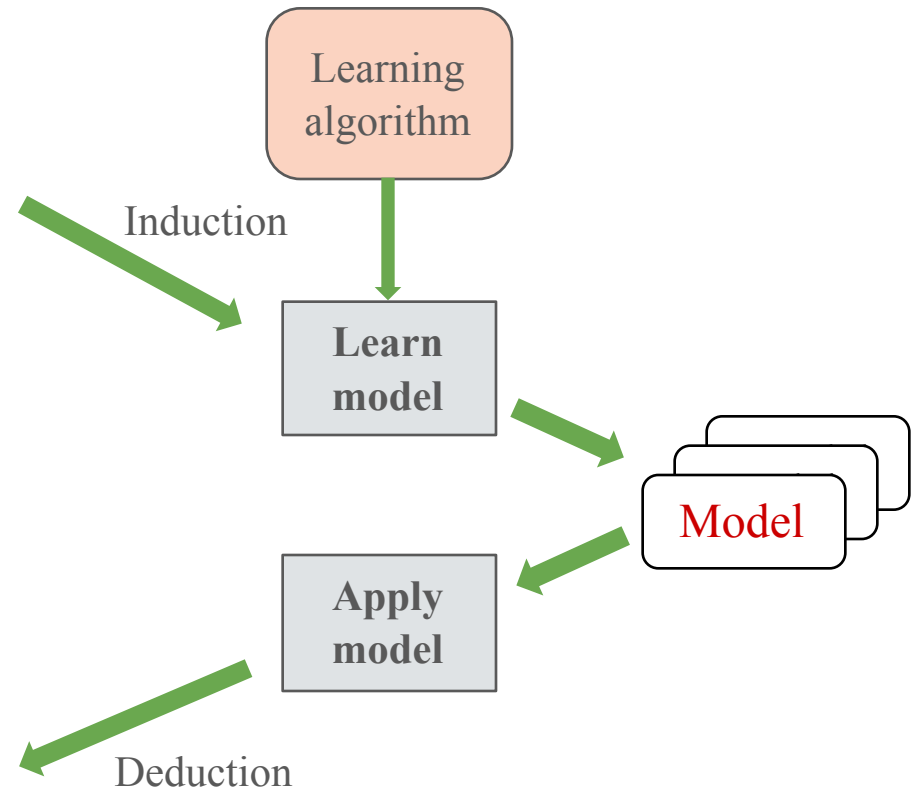 Learning
algorithm
Induction
Learn
model
Model
Apply
model
Deduction